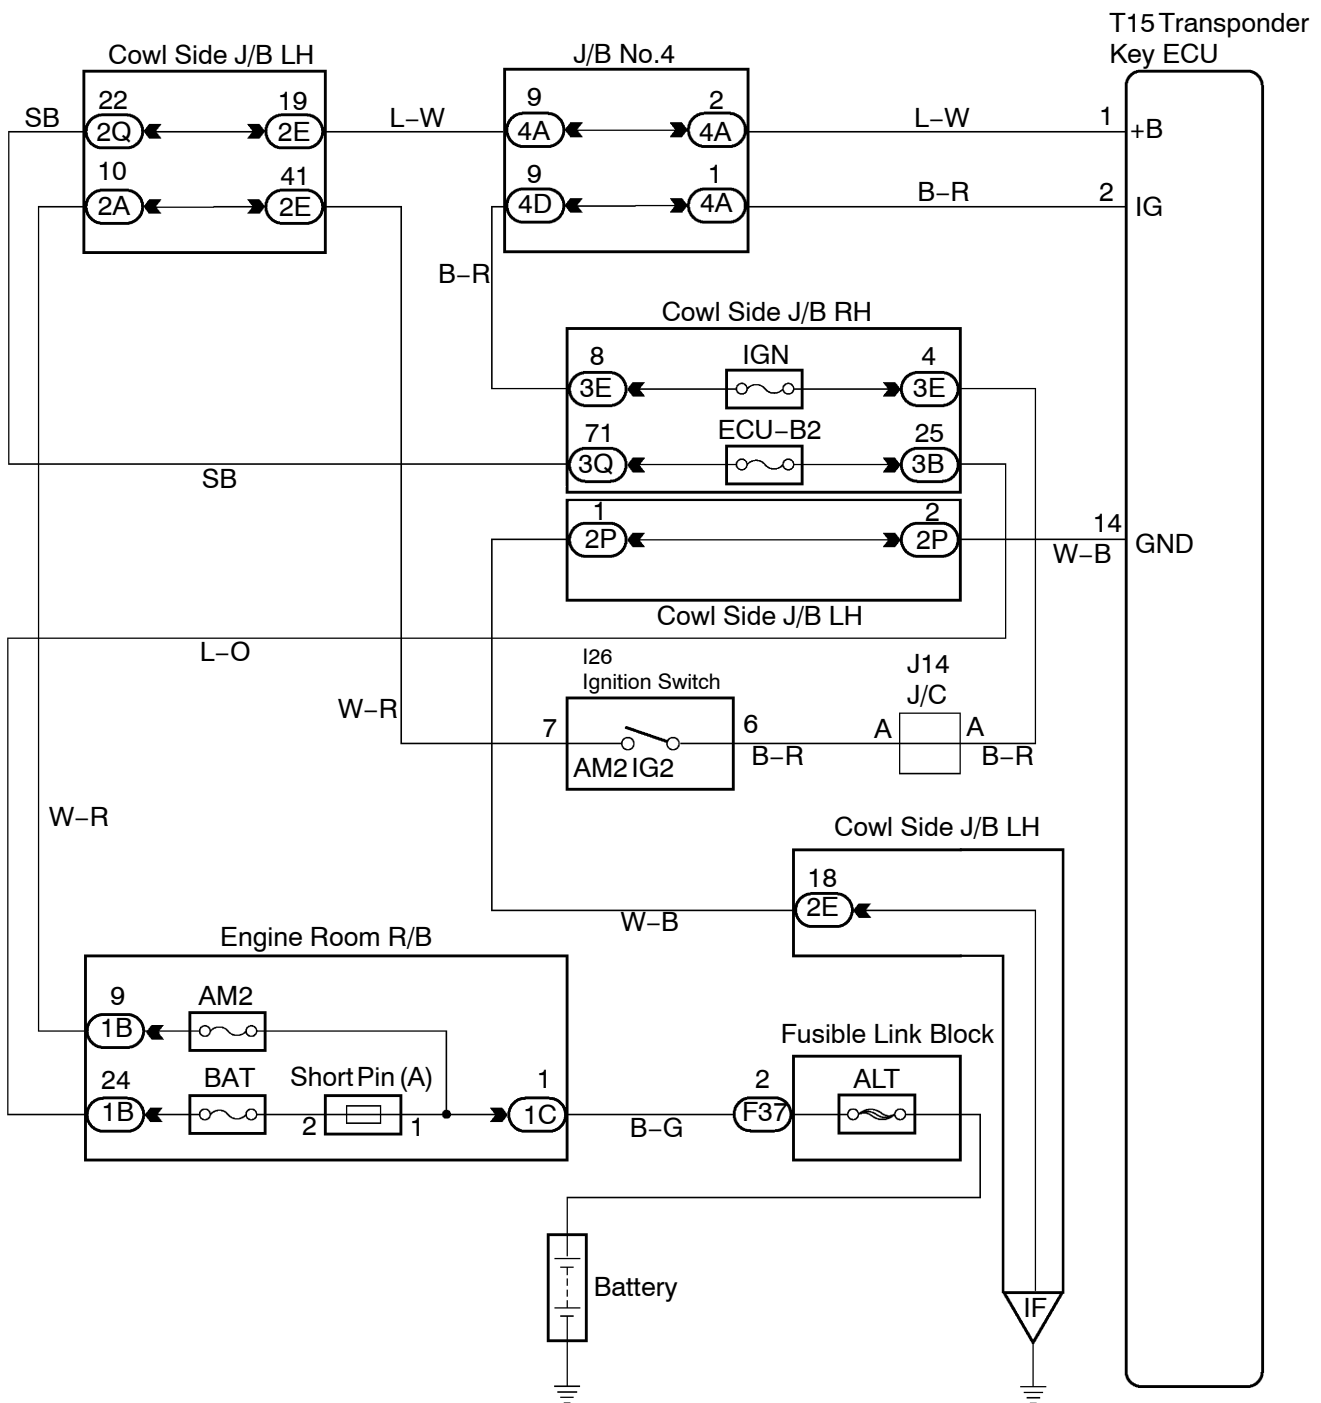 T15 Transponder
Key ECU
Cowl Side J/B LH
J/B No.4
SB
22
2Q
19
2E
L–W
9
4A
2
4A
L–W
1
+B
10
2A
41
2E
9
4D
1
4A
B–R
2
IG
B–R
Cowl Side J/B RH
8
3E
IGN
4
3E
71
3Q
ECU–B2
25
3B
SB
1
2P
2
2P
14
GND
W–B
Cowl Side J/B LH
L–O
I26
Ignition Switch
J14
J/C
W–R
7
6
AM2 IG2
B–R
A
A
B–R
W–R
Cowl Side J/B LH
18
2E
W–B
Engine Room R/B
9
1B
AM2
Fusible Link Block
24
1B
BAT
Short Pin (A)
2
1
1
1C
B–G
2
F37
ALT
Battery
IF